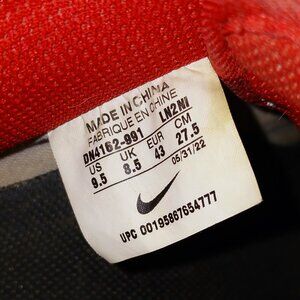 MADE IN CHINA
FABRIQUE EN CHINE
DN4162-991 LN2NI
US UK EUR CM
9.5 8.5 43 27.5
05/31/22
UPC 00195867654777